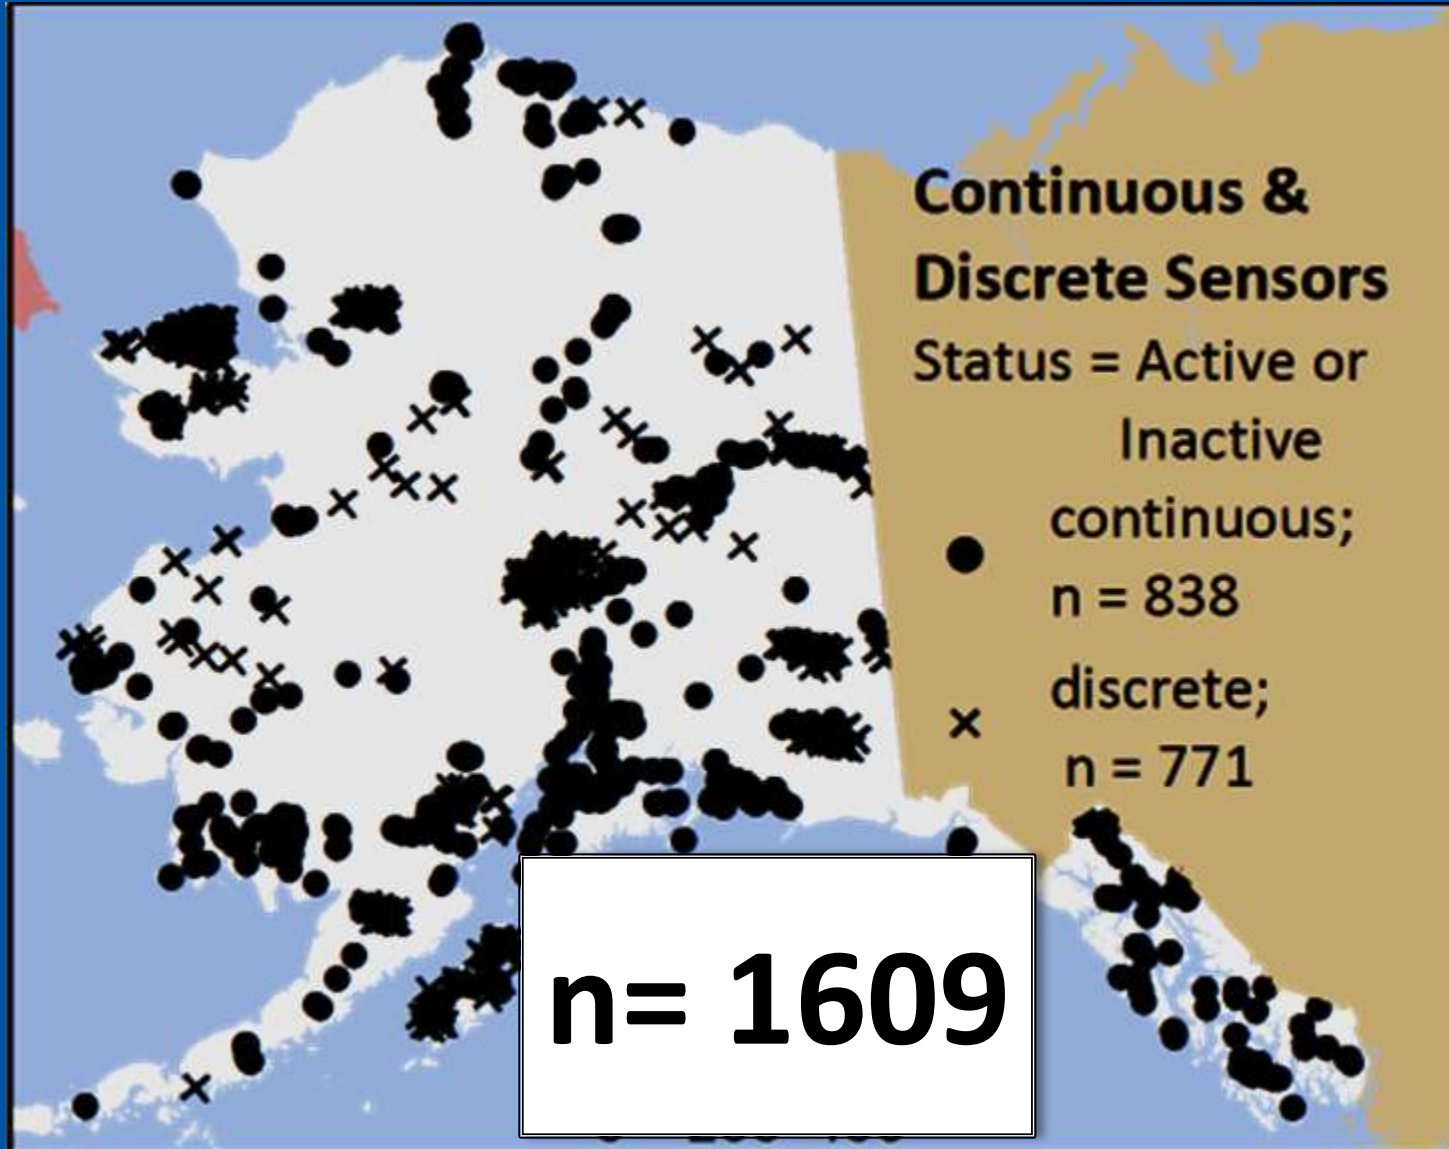 Continuous &
Discrete Sensors
Status = Active or
Inactive
continuous;
n = 838
discrete;
n = 771
n= 1609